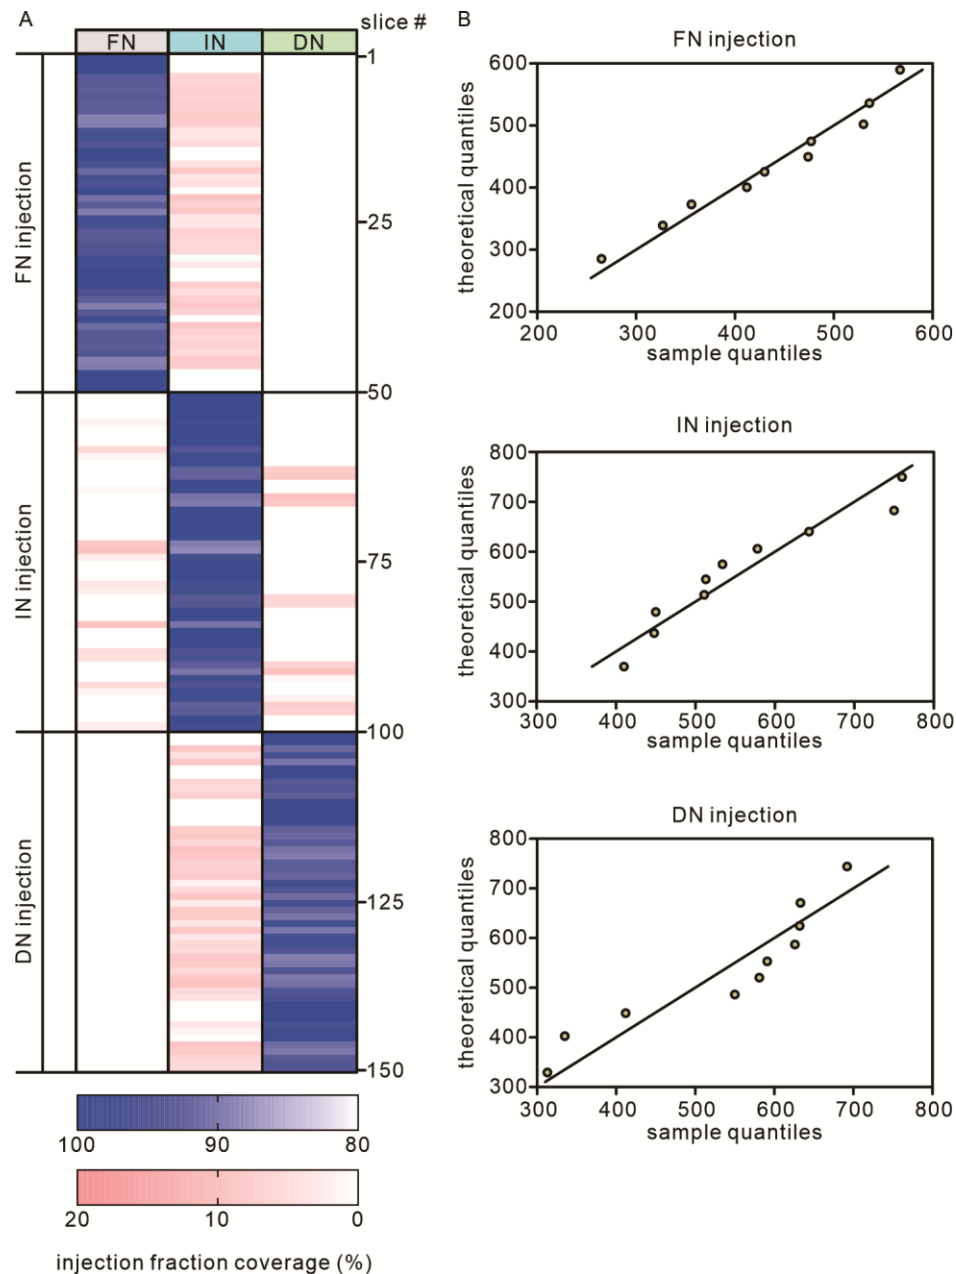 A
slice #
B
FN IN DN
1
25
50
75
100
125
150
FN injection
IN injection
DN injection
100 90 80
20 10 0
injection fraction coverage (%)
FN injection
theoretical quantiles
600
500
400
300
200
200 300 400 500 600
sample quantiles
IN injection
theoretical quantiles
800
700
600
500
400
300
300 400 500 600 700 800
sample quantiles
DN injection
theoretical quantiles
800
700
600
500
400
300
300 400 500 600 700 800
sample quantiles